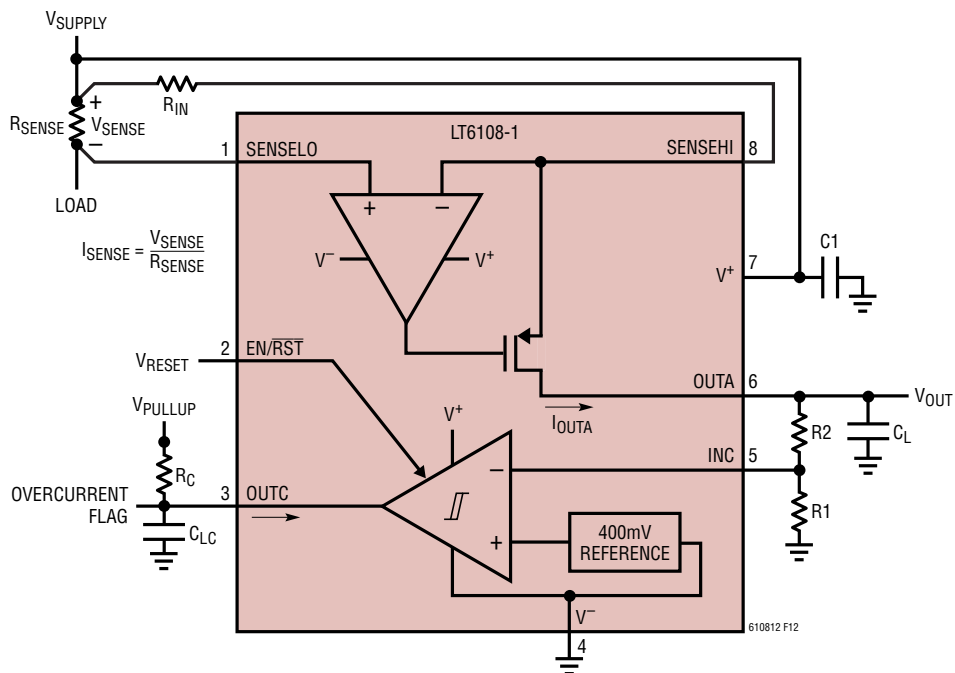 VSUPPLY
RIN
RSENSE
+
VSENSE
–
LOAD
ISENSE = VSENSE / RSENSE
LT6108-1
1 SENSELO
SENSEHI 8
+ –
V– V+
V+ 7
C1
2 EN/RST
VRESET
VPULLUP
RC
OVERCURRENT
FLAG
3 OUTC
CLC
OUTA 6
IOUTA
VOUT
R2
CL
INC 5
R1
V+
–
+
400mV
REFERENCE
V–
4
610812 F12